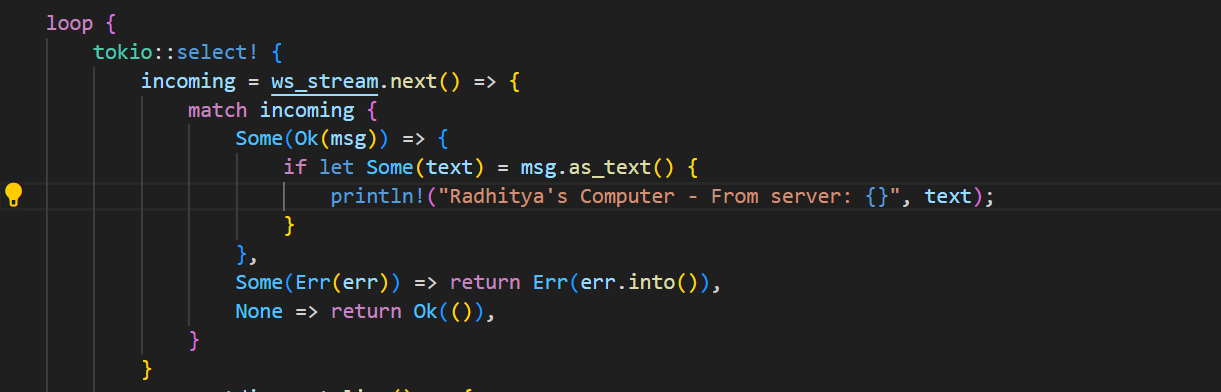 loop {
tokio::select! {
incoming = ws_stream.next() => {
match incoming {
Some(Ok(msg)) => {
if let Some(text) = msg.as_text() {
println!("Radhitya's Computer - From server: {}", text);
}
},
Some(Err(err)) => return Err(err.into()),
None => return Ok(()),
}
}